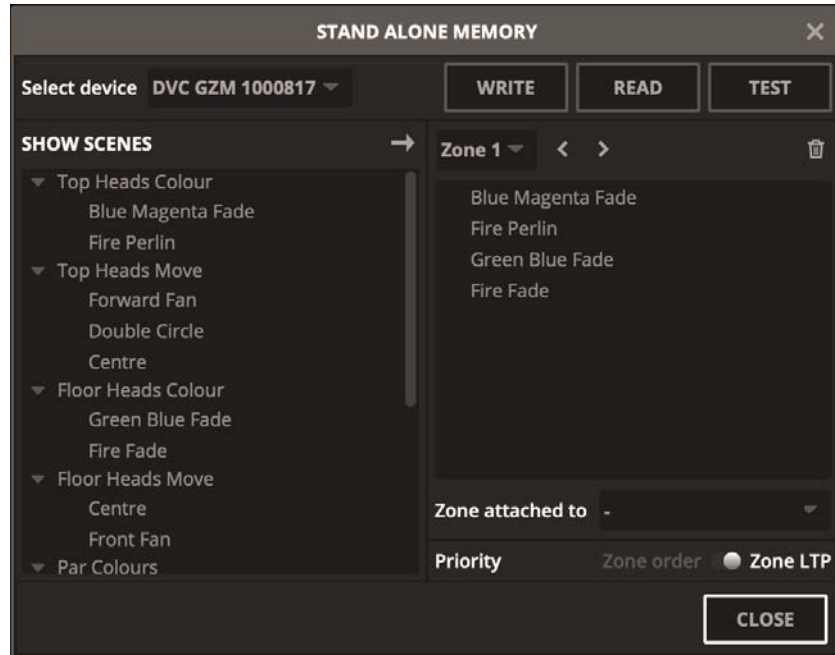 STAND ALONE MEMORY
Select device DVC GZM 1000817 WRITE READ TEST
SHOW SCENES
Top Heads Colour
Blue Magenta Fade
Fire Perlin
Top Heads Move
Forward Fan
Double Circle
Centre
Floor Heads Colour
Green Blue Fade
Fire Fade
Floor Heads Move
Centre
Front Fan
Par Colours
Zone 1
Blue Magenta Fade
Fire Perlin
Green Blue Fade
Fire Fade
Zone attached to -
Priority Zone order Zone LTP
CLOSE